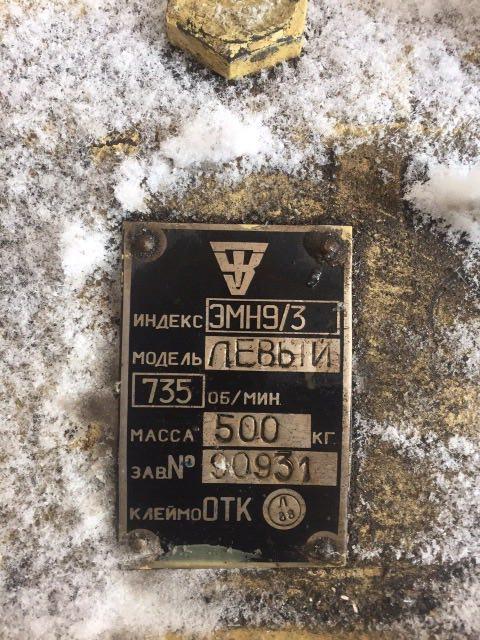 ИНДЕКС ЭМН9/3
МОДЕЛЬ ЛЕВЫЙ
735 ОБ/МИН.
МАССА 500 КГ.
ЗАВ.№ 90931
КЛЕЙМО ОТК